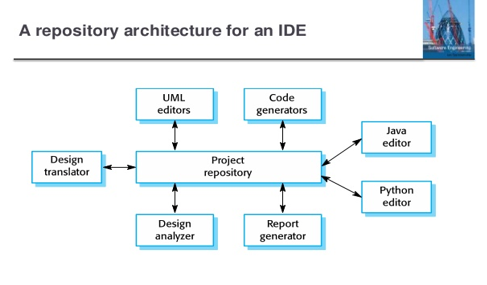 A repository architecture for an IDE
Software Engineering
UML
editors
Code
generators
Java
editor
Design
translator
Project
repository
Python
editor
Design
analyzer
Report
generator